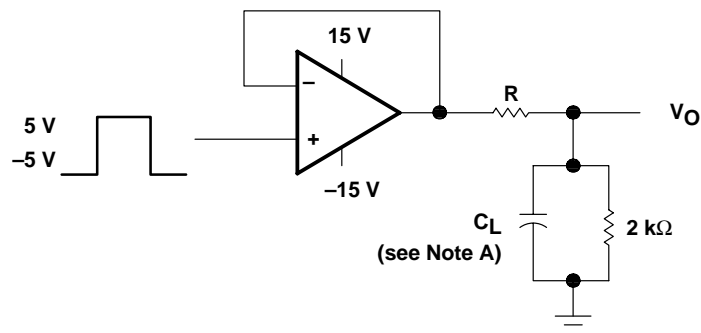 15 V
–
+
–15 V
5 V
–5 V
R
VO
CL
(see Note A)
2 kΩ